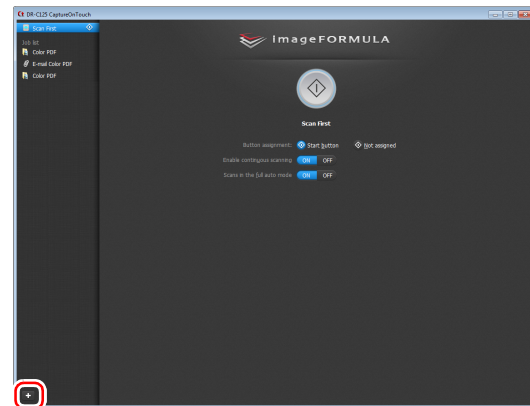 Ct DR-C125 CaptureOnTouch
Scan First
Job list
Color PDF
E-mail Color PDF
Color PDF
imageFORMULA
Scan First
Button assignment: Start button Not assigned
Enable continuous scanning ON OFF
Scans in the full auto mode ON OFF